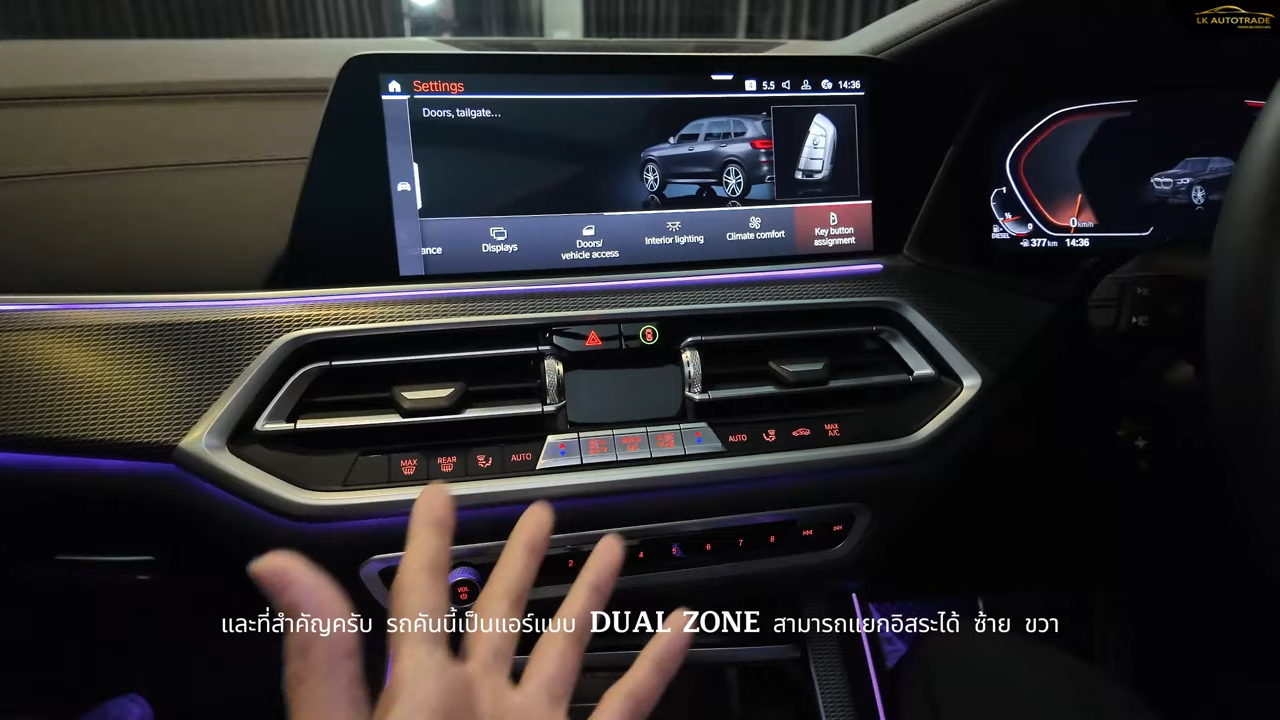 LK AUTOTRADE
Settings
5.5 14:36
Doors, tailgate...
ance
Displays
Doors/
vehicle access
Interior lighting
Climate comfort
Key button
assignment
0 km/h
DIESEL
377 km 14:36
MAX
REAR
AUTO
AUTO
MAX
A/C
2 4 5 6 7 8
VOL
และที่สำคัญครับ รถคันนี้เป็นแอร์แบบ DUAL ZONE สามารถแยกอิสระได้ ซ้าย ขวา